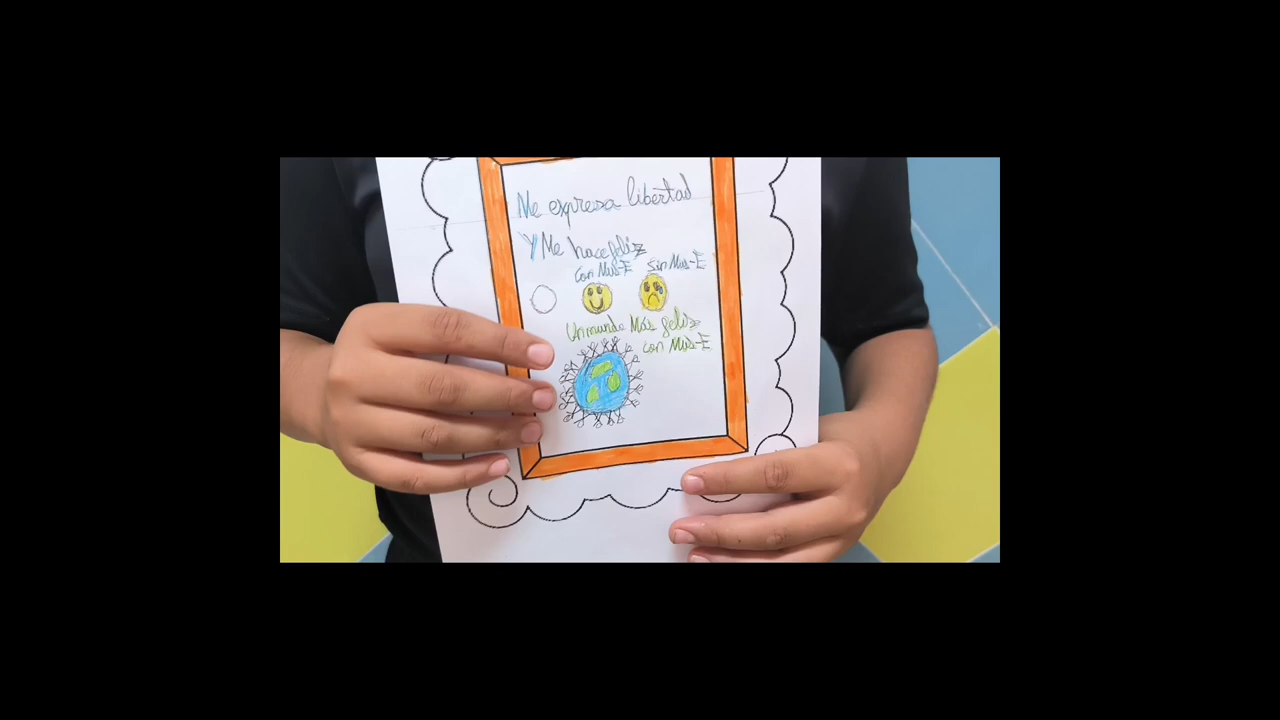 Me expresa libertad
Y Me hace feliz
con Mus-E sin Mus-E
Un mundo Más feliz
con Mus-E